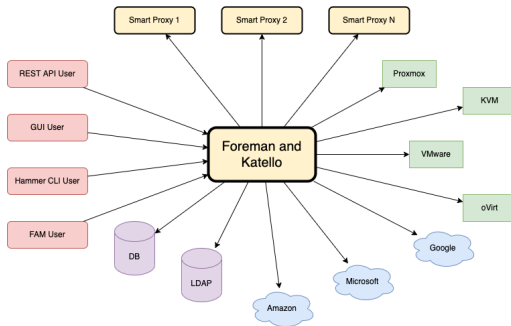 Smart Proxy 1
Smart Proxy 2
Smart Proxy N
REST API User
Proxmox
KVM
GUI User
Foreman and
Katello
VMware
Hammer CLI User
oVirt
FAM User
Google
DB
LDAP
Microsoft
Amazon